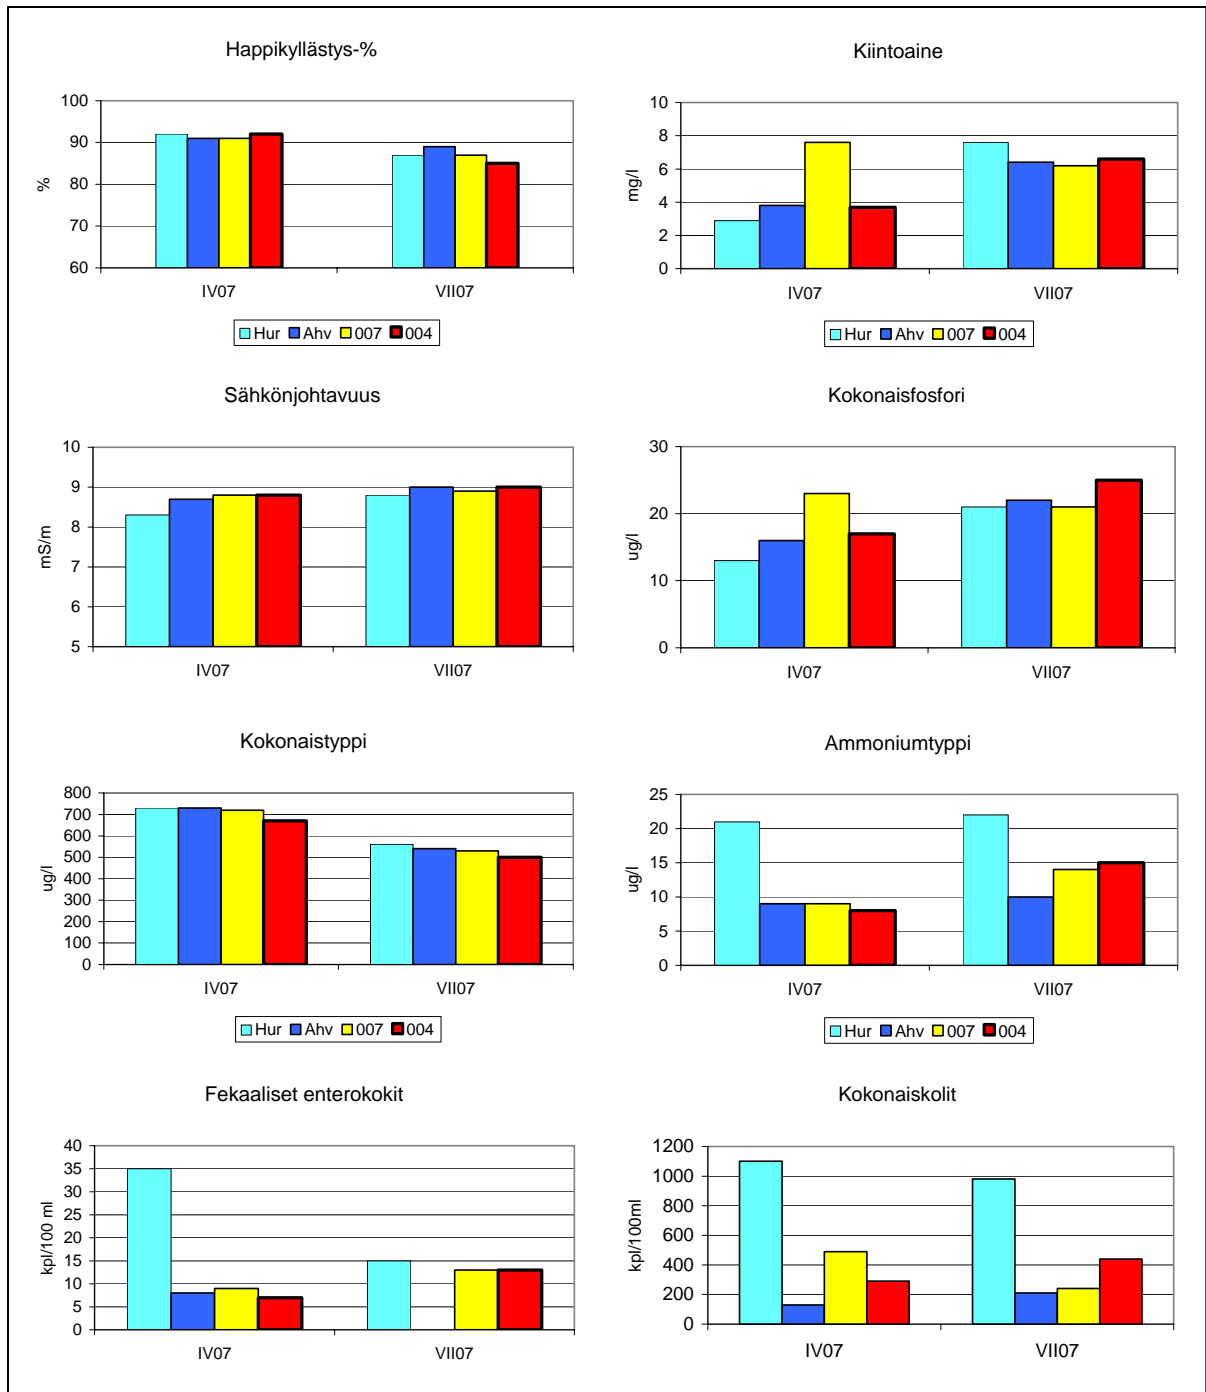 Happikyllästys-%
100
90
80
70
60
%
IV07
VII07
Hur Ahv 007 004
Kiintoaine
10
8
6
4
2
0
mg/l
IV07
VII07
Hur Ahv 007 004
Sähkönjohtavuus
10
9
8
7
6
5
mS/m
IV07
VII07
Kokonaisfosfori
30
20
10
0
ug/l
IV07
VII07
Kokonaistyppi
800
700
600
500
400
300
200
100
0
ug/l
IV07
VII07
Hur Ahv 007 004
Ammoniumtyppi
25
20
15
10
5
0
ug/l
IV07
VII07
Hur Ahv 007 004
Fekaaliset enterokokit
40
35
30
25
20
15
10
5
0
kpl/100 ml
IV07
VII07
Kokonaiskolit
1200
1000
800
600
400
200
0
kpl/100ml
IV07
VII07